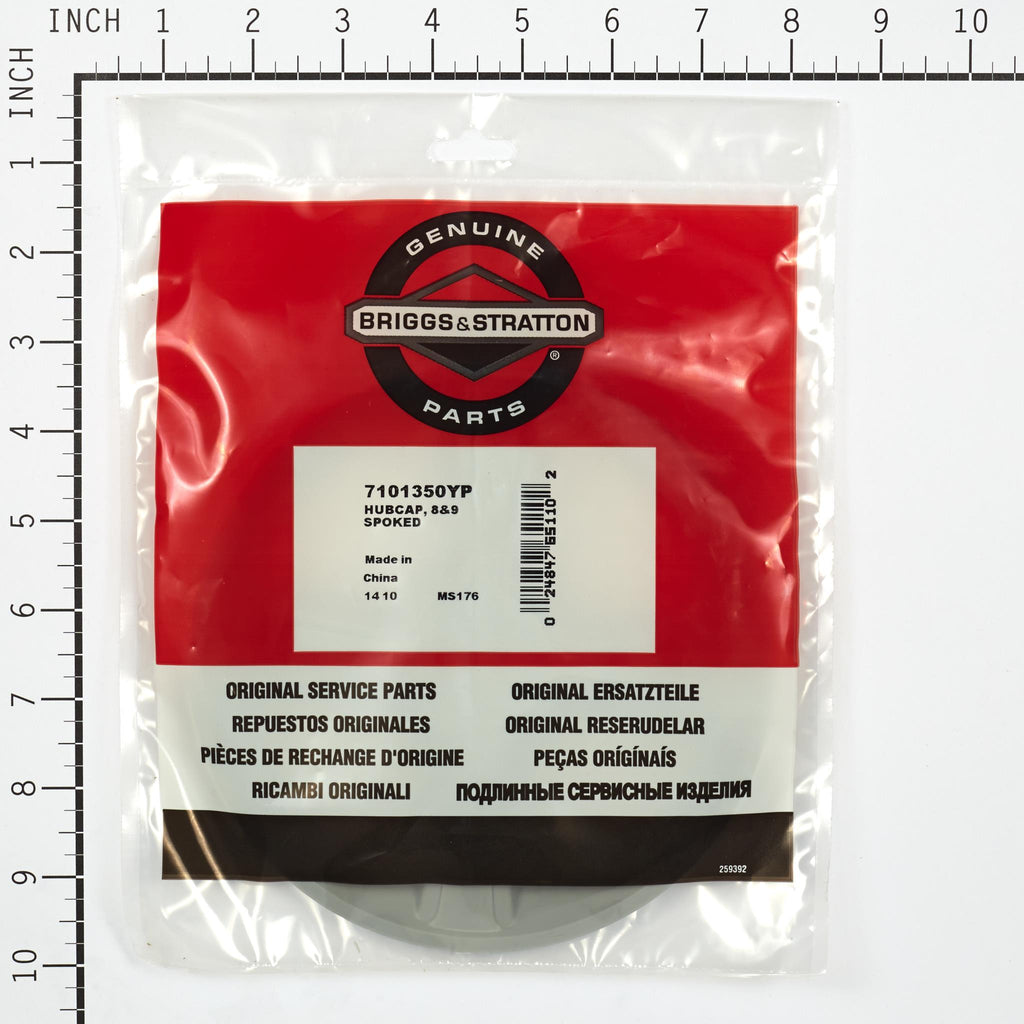 INCH 1 2 3 4 5 6 7 8 9 10
INCH 1 2 3 4 5 6 7 8 9 10
GENUINE
BRIGGS&STRATTON
®
PARTS
7101350YP
HUBCAP, 8&9
SPOKED
Made in
China
14 10 MS176
0 24847 65110 2
ORIGINAL SERVICE PARTS ORIGINAL ERSATZTEILE
REPUESTOS ORIGINALES ORIGINAL RESERUDELAR
PIÈCES DE RECHANGE D'ORIGINE PEÇAS ORÍGÍNAÍS
RICAMBI ORIGINALI ПОДЛИННЫЕ СЕРВИСНЫЕ ИЗДЕЛИЯ
259392